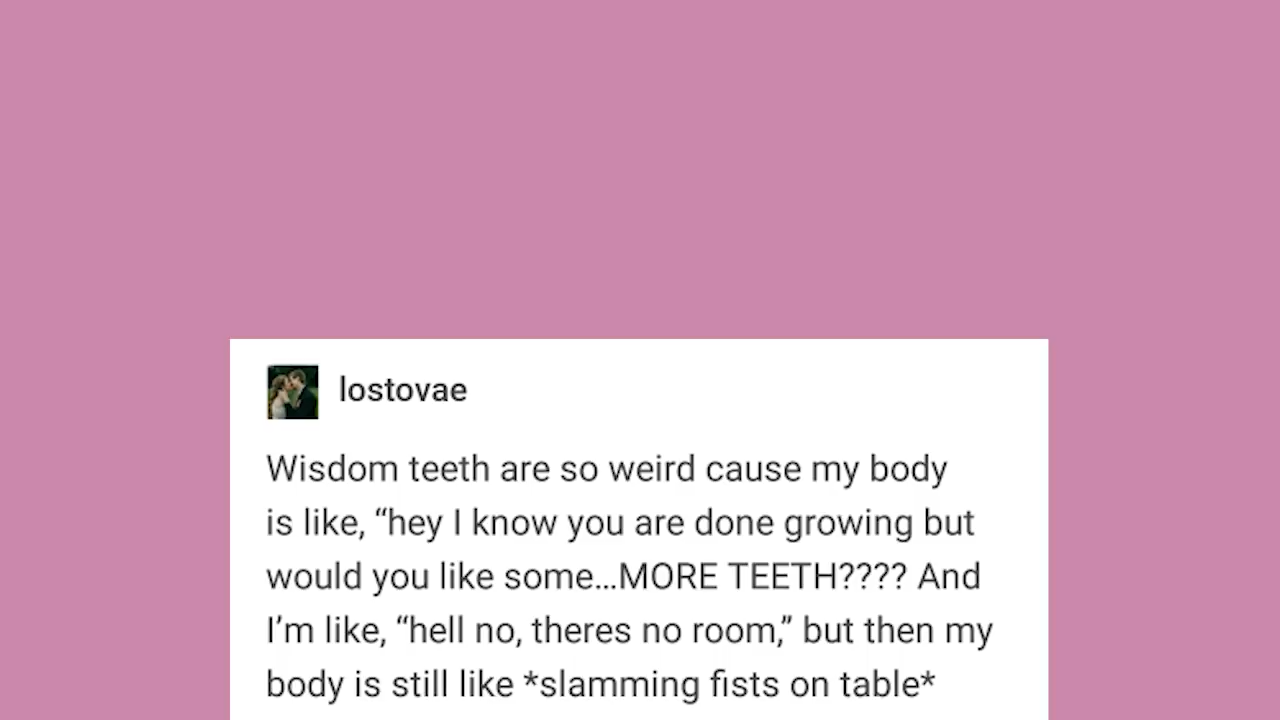 lostovae
Wisdom teeth are so weird cause my body
is like, “hey I know you are done growing but
would you like some…MORE TEETH???? And
I’m like, “hell no, theres no room,” but then my
body is still like *slamming fists on table*